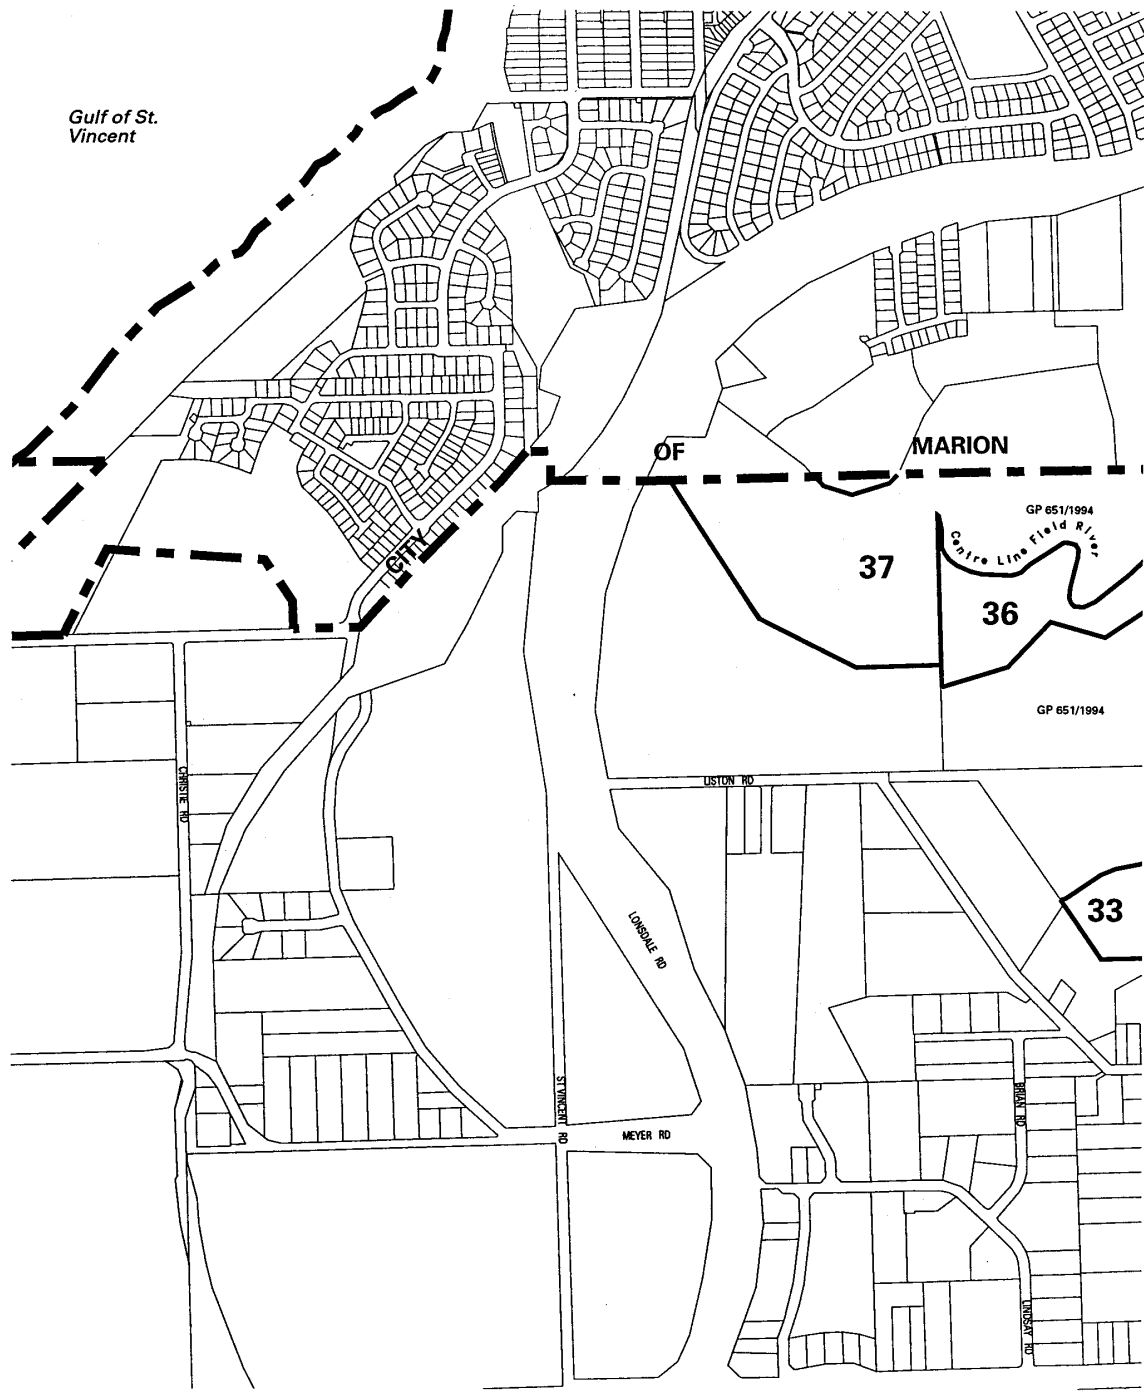 Gulf of St.
Vincent
OF
MARION
CITY
GP 651/1994
Centre Line Field River
37
36
GP 651/1994
LISTON RD
CHRISTIE RD
33
LONSDALE RD
ST VINCENT RD
MEYER RD
BRIAN RD
LINDSAY RD